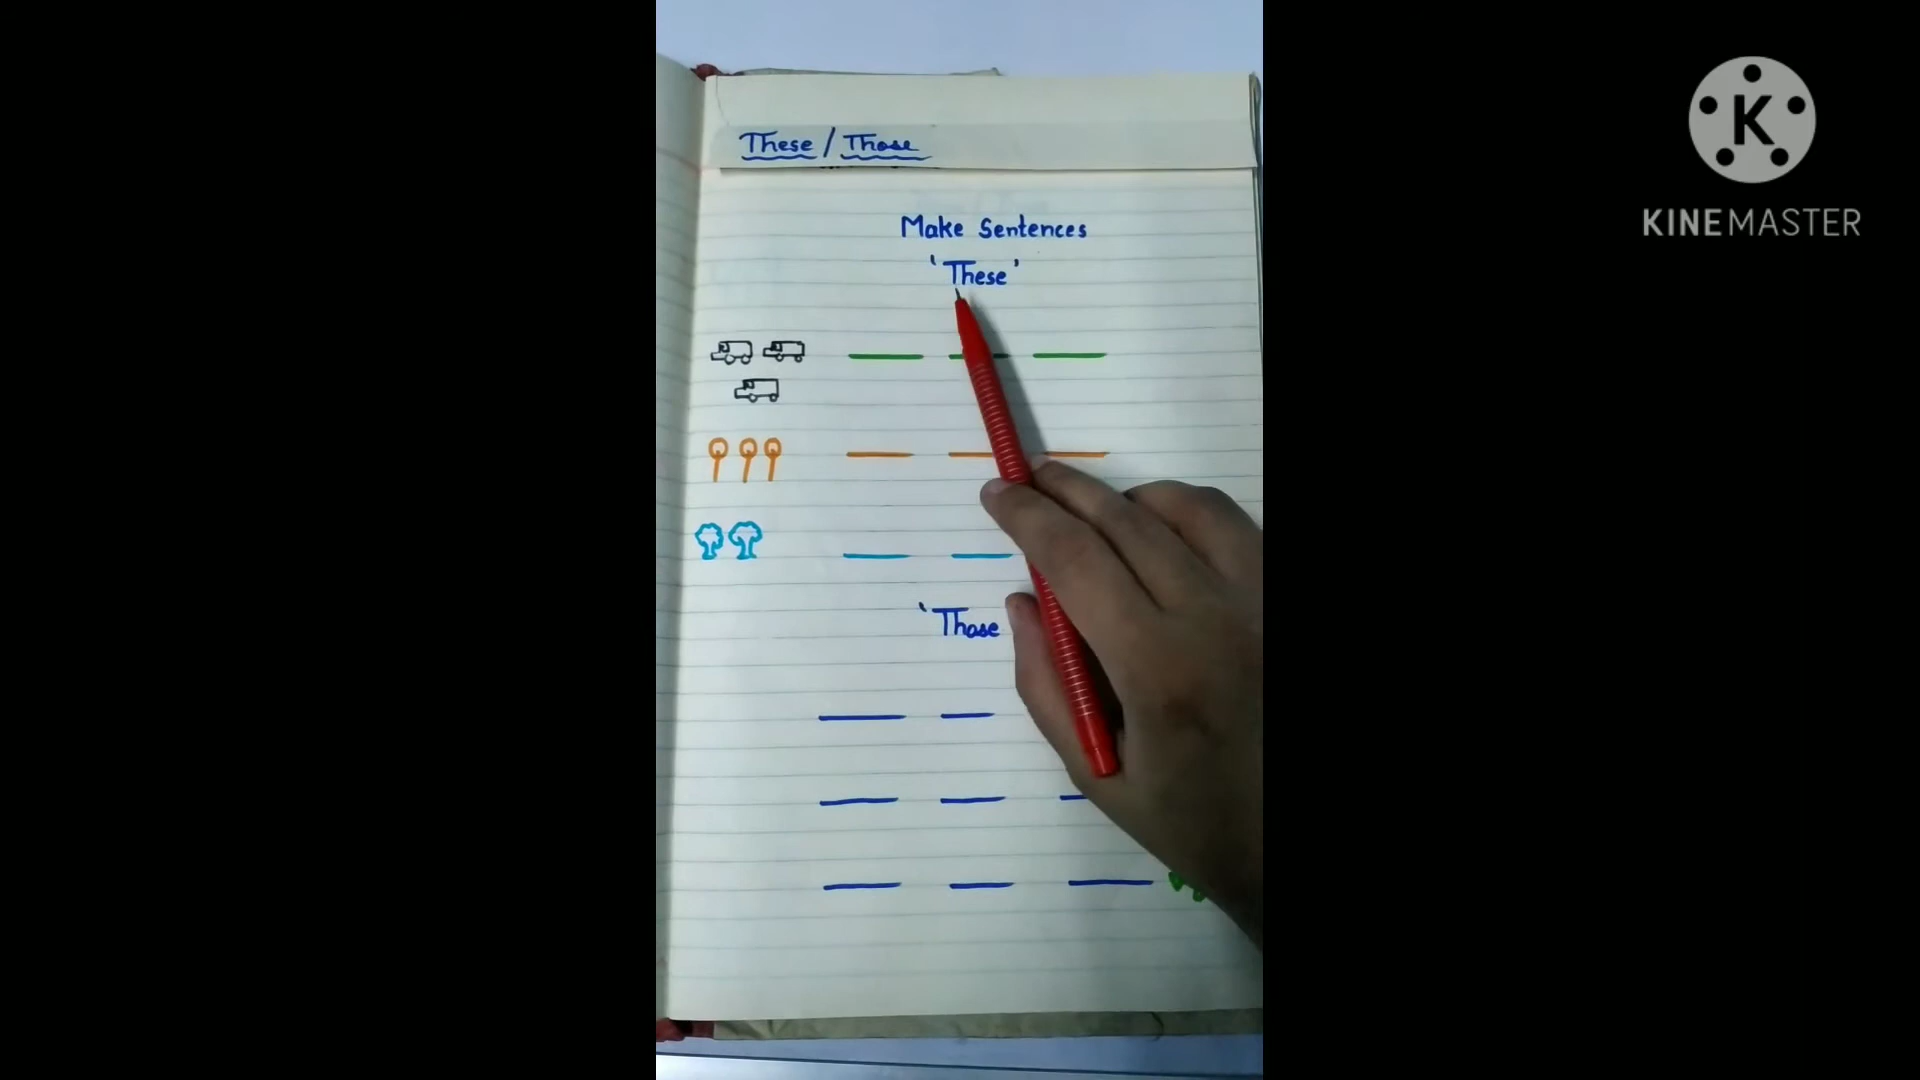 These / Those
Make Sentences
'These'
'Those
K
KINEMASTER